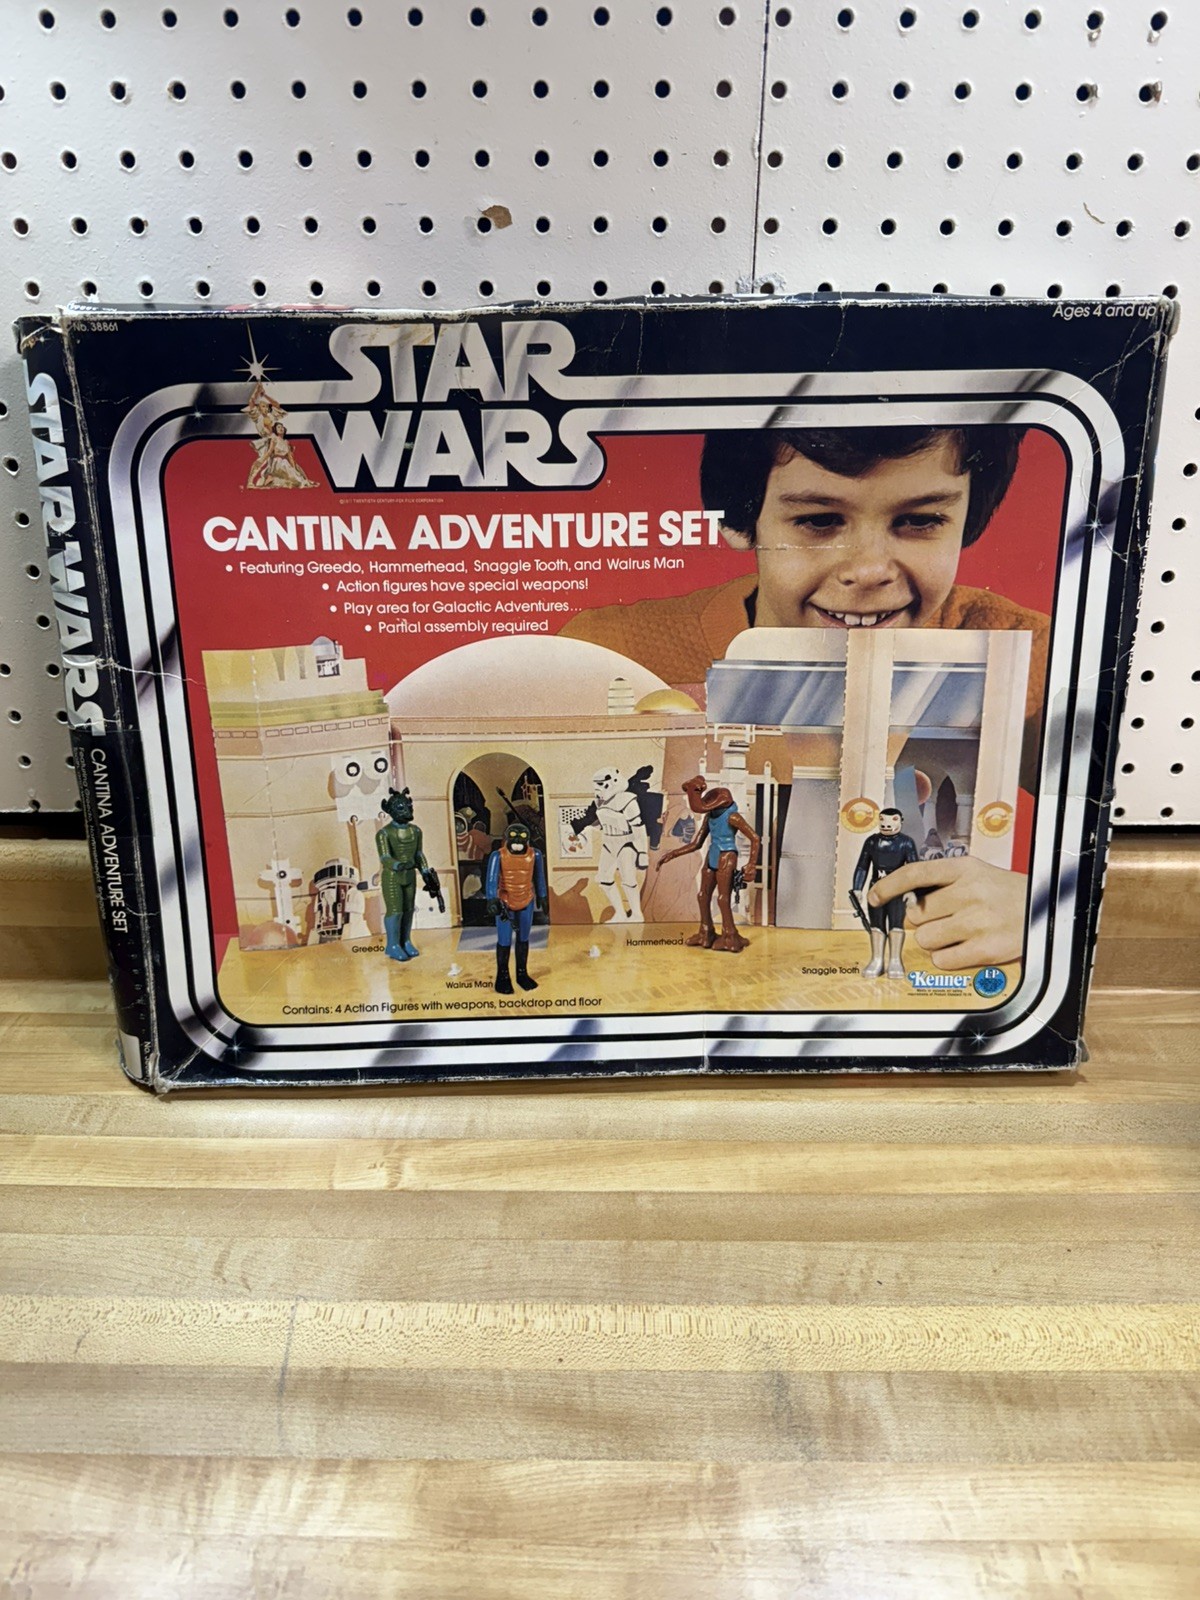 No. 38861
Ages 4 and up
STAR
WARS
CANTINA ADVENTURE SET
• Featuring Greedo, Hammerhead, Snaggle Tooth, and Walrus Man
• Action figures have special weapons!
• Play area for Galactic Adventures...
• Partial assembly required
Greedo
Walrus Man
Hammerhead
Snaggle Tooth
Kenner
Contains: 4 Action Figures with weapons, backdrop and floor
STAR WARS
CANTINA ADVENTURE SET